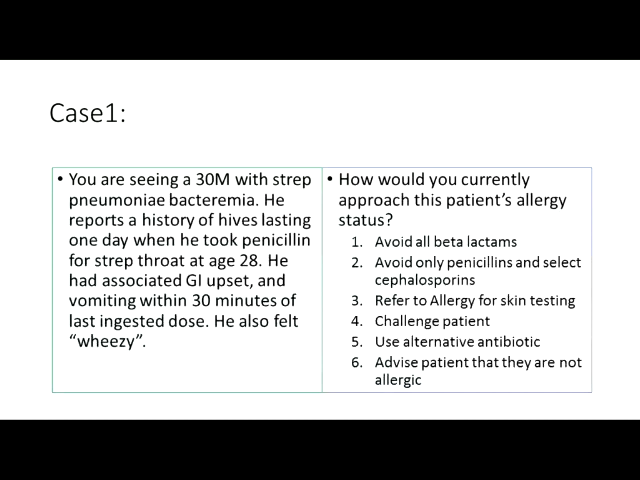 Case1:
• You are seeing a 30M with strep
pneumoniae bacteremia. He
reports a history of hives lasting
one day when he took penicillin
for strep throat at age 28. He
had associated GI upset, and
vomiting within 30 minutes of
last ingested dose. He also felt
“wheezy”.
• How would you currently
approach this patient’s allergy
status?
1. Avoid all beta lactams
2. Avoid only penicillins and select
cephalosporins
3. Refer to Allergy for skin testing
4. Challenge patient
5. Use alternative antibiotic
6. Advise patient that they are not
allergic